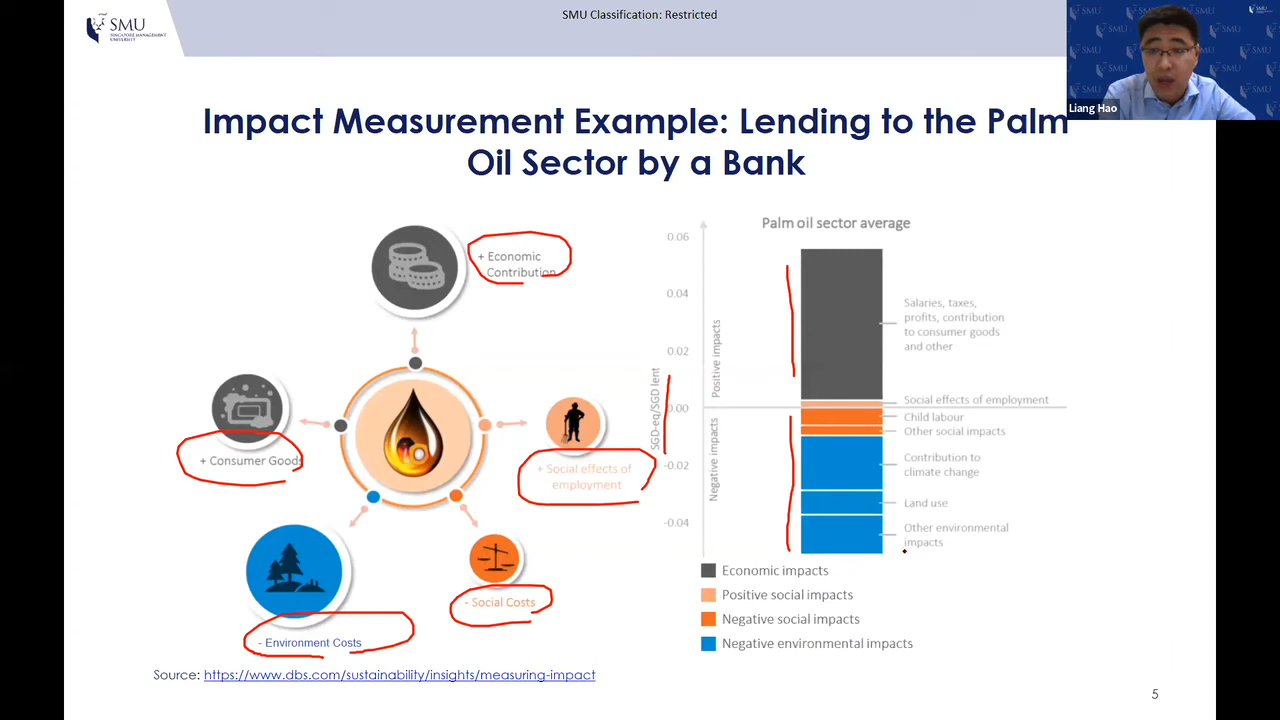 SMU Classification: Restricted
SMU
SINGAPORE MANAGEMENT
UNIVERSITY
Liang Hao
Impact Measurement Example: Lending to the Palm
Oil Sector by a Bank
+ Economic
Contribution
+ Consumer Goods
+ Social effects of
employment
- Social Costs
- Environment Costs
Palm oil sector average
0.06
0.04
0.02
0.00
-0.02
-0.04
SGD-eq/SGD lent
Positive impacts
Negative impacts
Salaries, taxes,
profits, contribution
to consumer goods
and other
Social effects of employment
Child labour
Other social impacts
Contribution to
climate change
Land use
Other environmental
impacts
Economic impacts
Positive social impacts
Negative social impacts
Negative environmental impacts
Source: https://www.dbs.com/sustainability/insights/measuring-impact
5